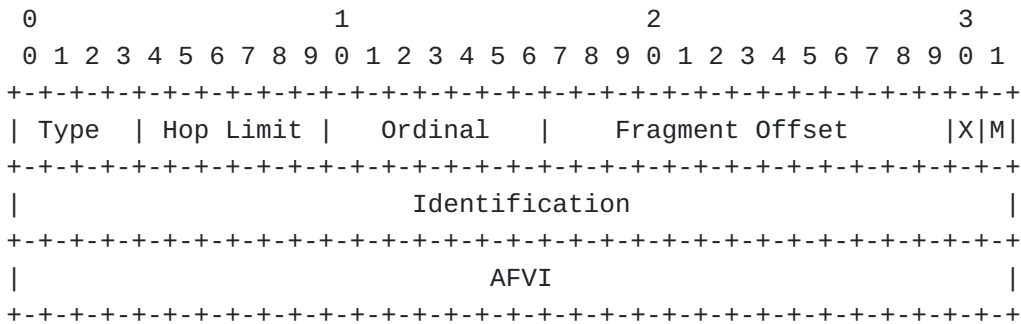 0                   1                   2                   3
 0 1 2 3 4 5 6 7 8 9 0 1 2 3 4 5 6 7 8 9 0 1 2 3 4 5 6 7 8 9 0 1
+-+-+-+-+-+-+-+-+-+-+-+-+-+-+-+-+-+-+-+-+-+-+-+-+-+-+-+-+-+-+-+-+
| Type  | Hop Limit |   Ordinal   |    Fragment Offset      |X|M|
+-+-+-+-+-+-+-+-+-+-+-+-+-+-+-+-+-+-+-+-+-+-+-+-+-+-+-+-+-+-+-+-+
|                         Identification                        |
+-+-+-+-+-+-+-+-+-+-+-+-+-+-+-+-+-+-+-+-+-+-+-+-+-+-+-+-+-+-+-+-+
|                              AFVI                             |
+-+-+-+-+-+-+-+-+-+-+-+-+-+-+-+-+-+-+-+-+-+-+-+-+-+-+-+-+-+-+-+-+